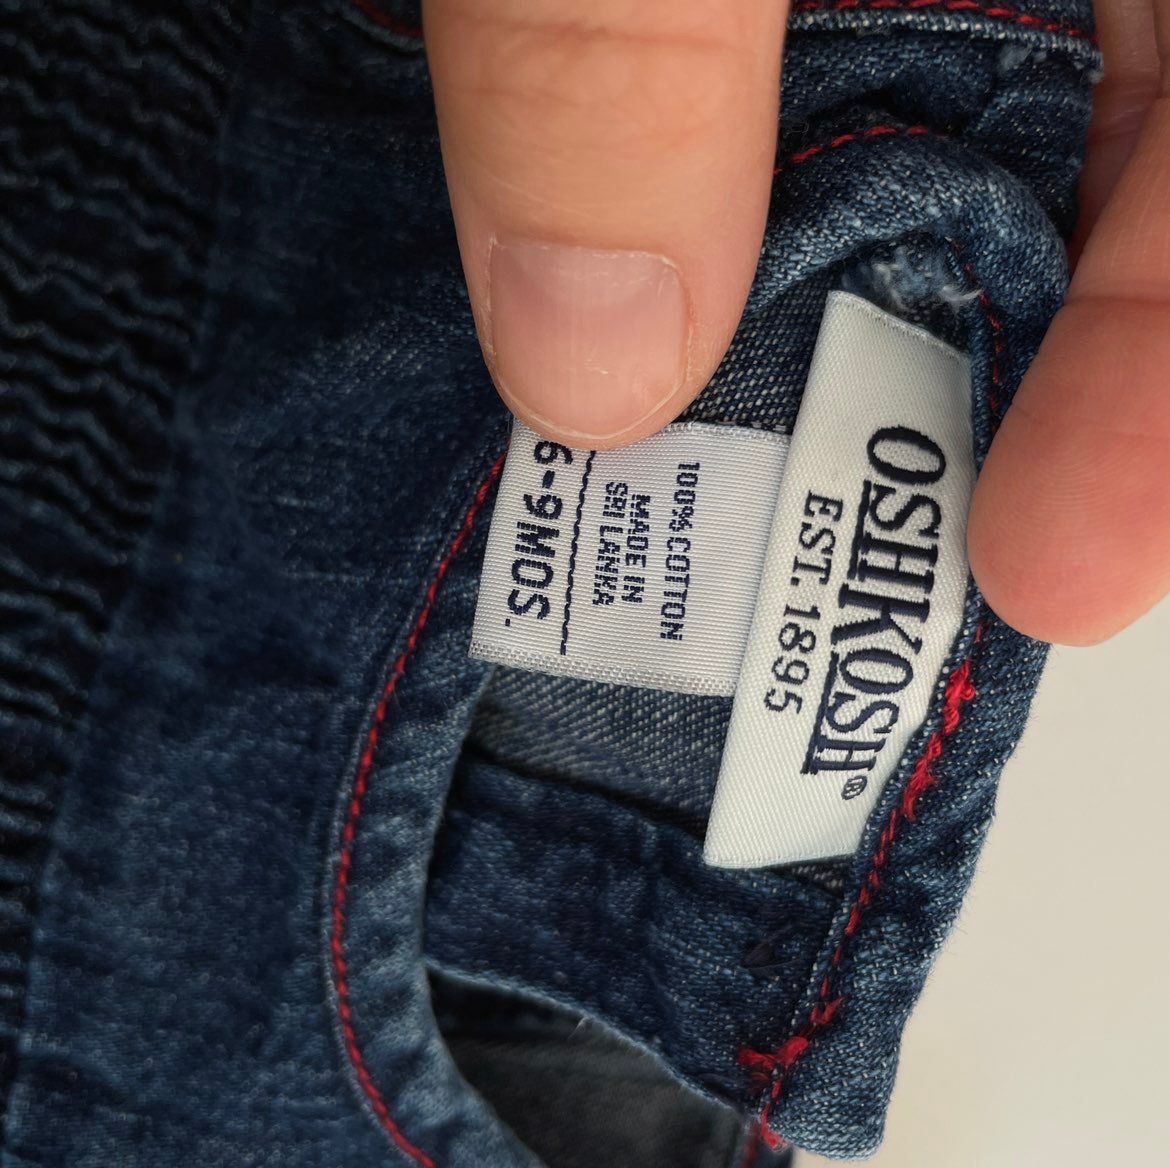 OSHKOSH®
EST. 1895
100% COTTON
MADE IN
SRI LANKA
6-9MOS.